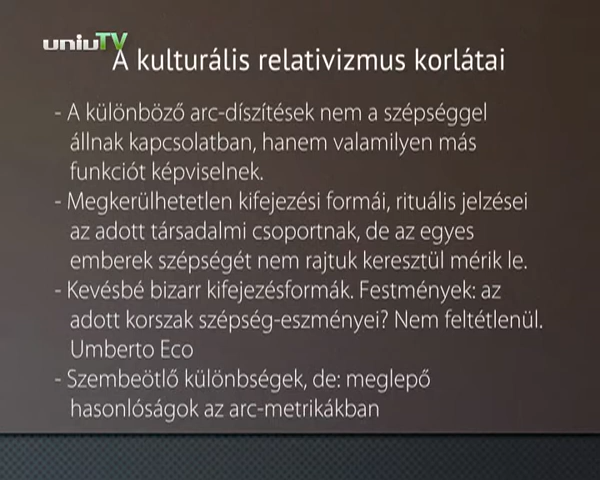 uniuTV
A kulturális relativizmus korlátai
- A különböző arc-díszítések nem a szépséggel
állnak kapcsolatban, hanem valamilyen más
funkciót képviselnek.
- Megkerülhetetlen kifejezési formái, rituális jelzései
az adott társadalmi csoportnak, de az egyes
emberek szépségét nem rajtuk keresztül mérik le.
- Kevésbé bizarr kifejezésformák. Festmények: az
adott korszak szépség-eszményei? Nem feltétlenül.
Umberto Eco
- Szembeötlő különbségek, de: meglepő
hasonlóságok az arc-metrikákban